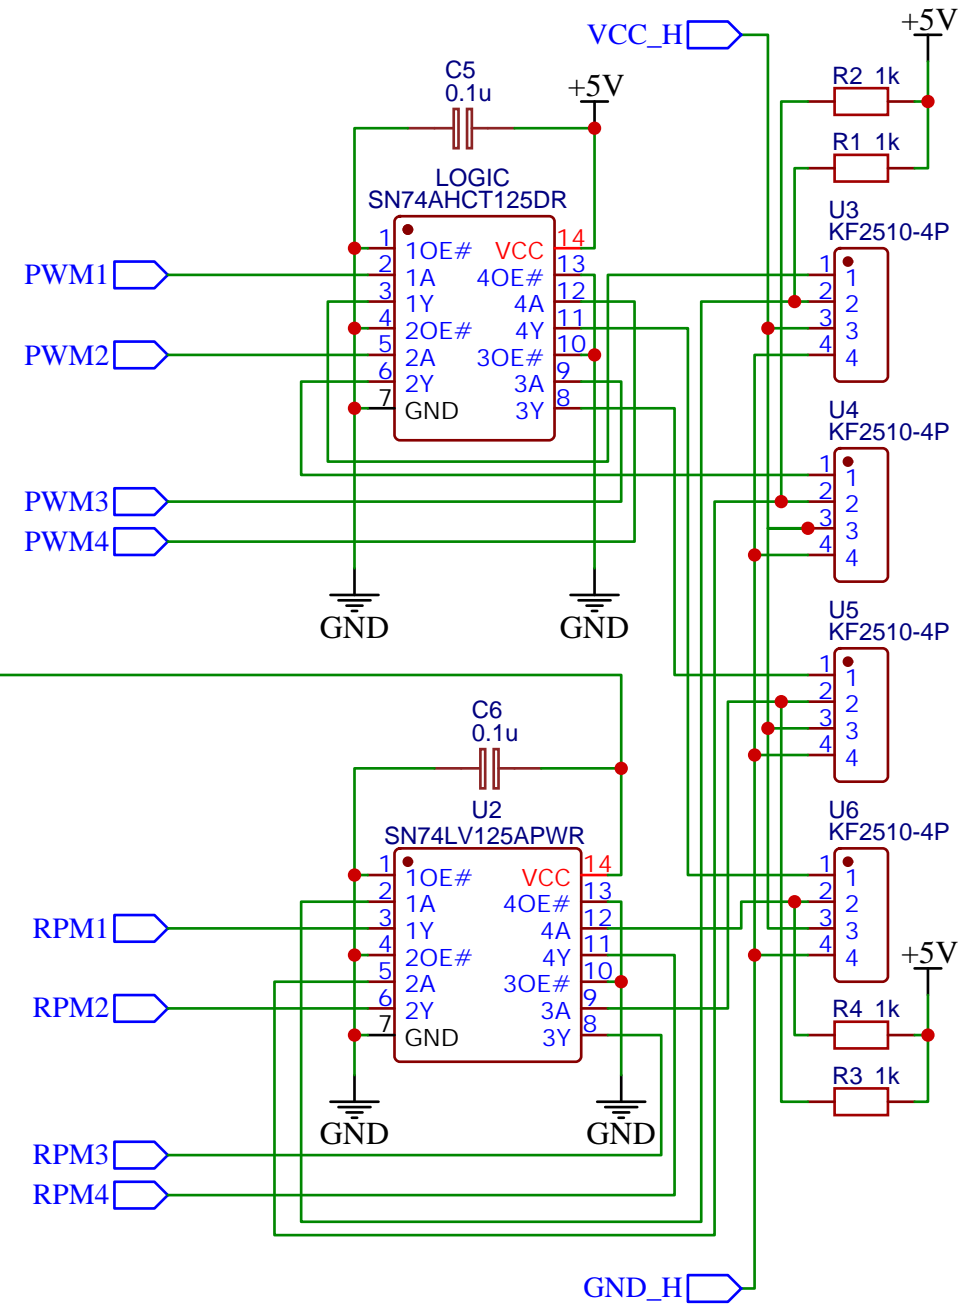 VCC_H
+5V
R2 1k
C5
0.1u
+5V
R1 1k
LOGIC
SN74AHCT125DR
U3
KF2510-4P
1 1OE# VCC 14
2 1A 4OE# 13
3 1Y 4A 12
4 2OE# 4Y 11
5 2A 3OE# 10
6 2Y 3A 9
7 GND 3Y 8
PWM1
PWM2
1 1
2 2
3 3
4 4
U4
KF2510-4P
1 1
2 2
3 3
4 4
PWM3
PWM4
GND
GND
U5
KF2510-4P
1 1
2 2
3 3
4 4
C6
0.1u
U2
SN74LV125APWR
U6
KF2510-4P
1 1OE# VCC 14
2 1A 4OE# 13
3 1Y 4A 12
4 2OE# 4Y 11
5 2A 3OE# 10
6 2Y 3A 9
7 GND 3Y 8
1 1
2 2
3 3
4 4
RPM1
RPM2
+5V
R4 1k
R3 1k
GND
GND
RPM3
RPM4
GND_H